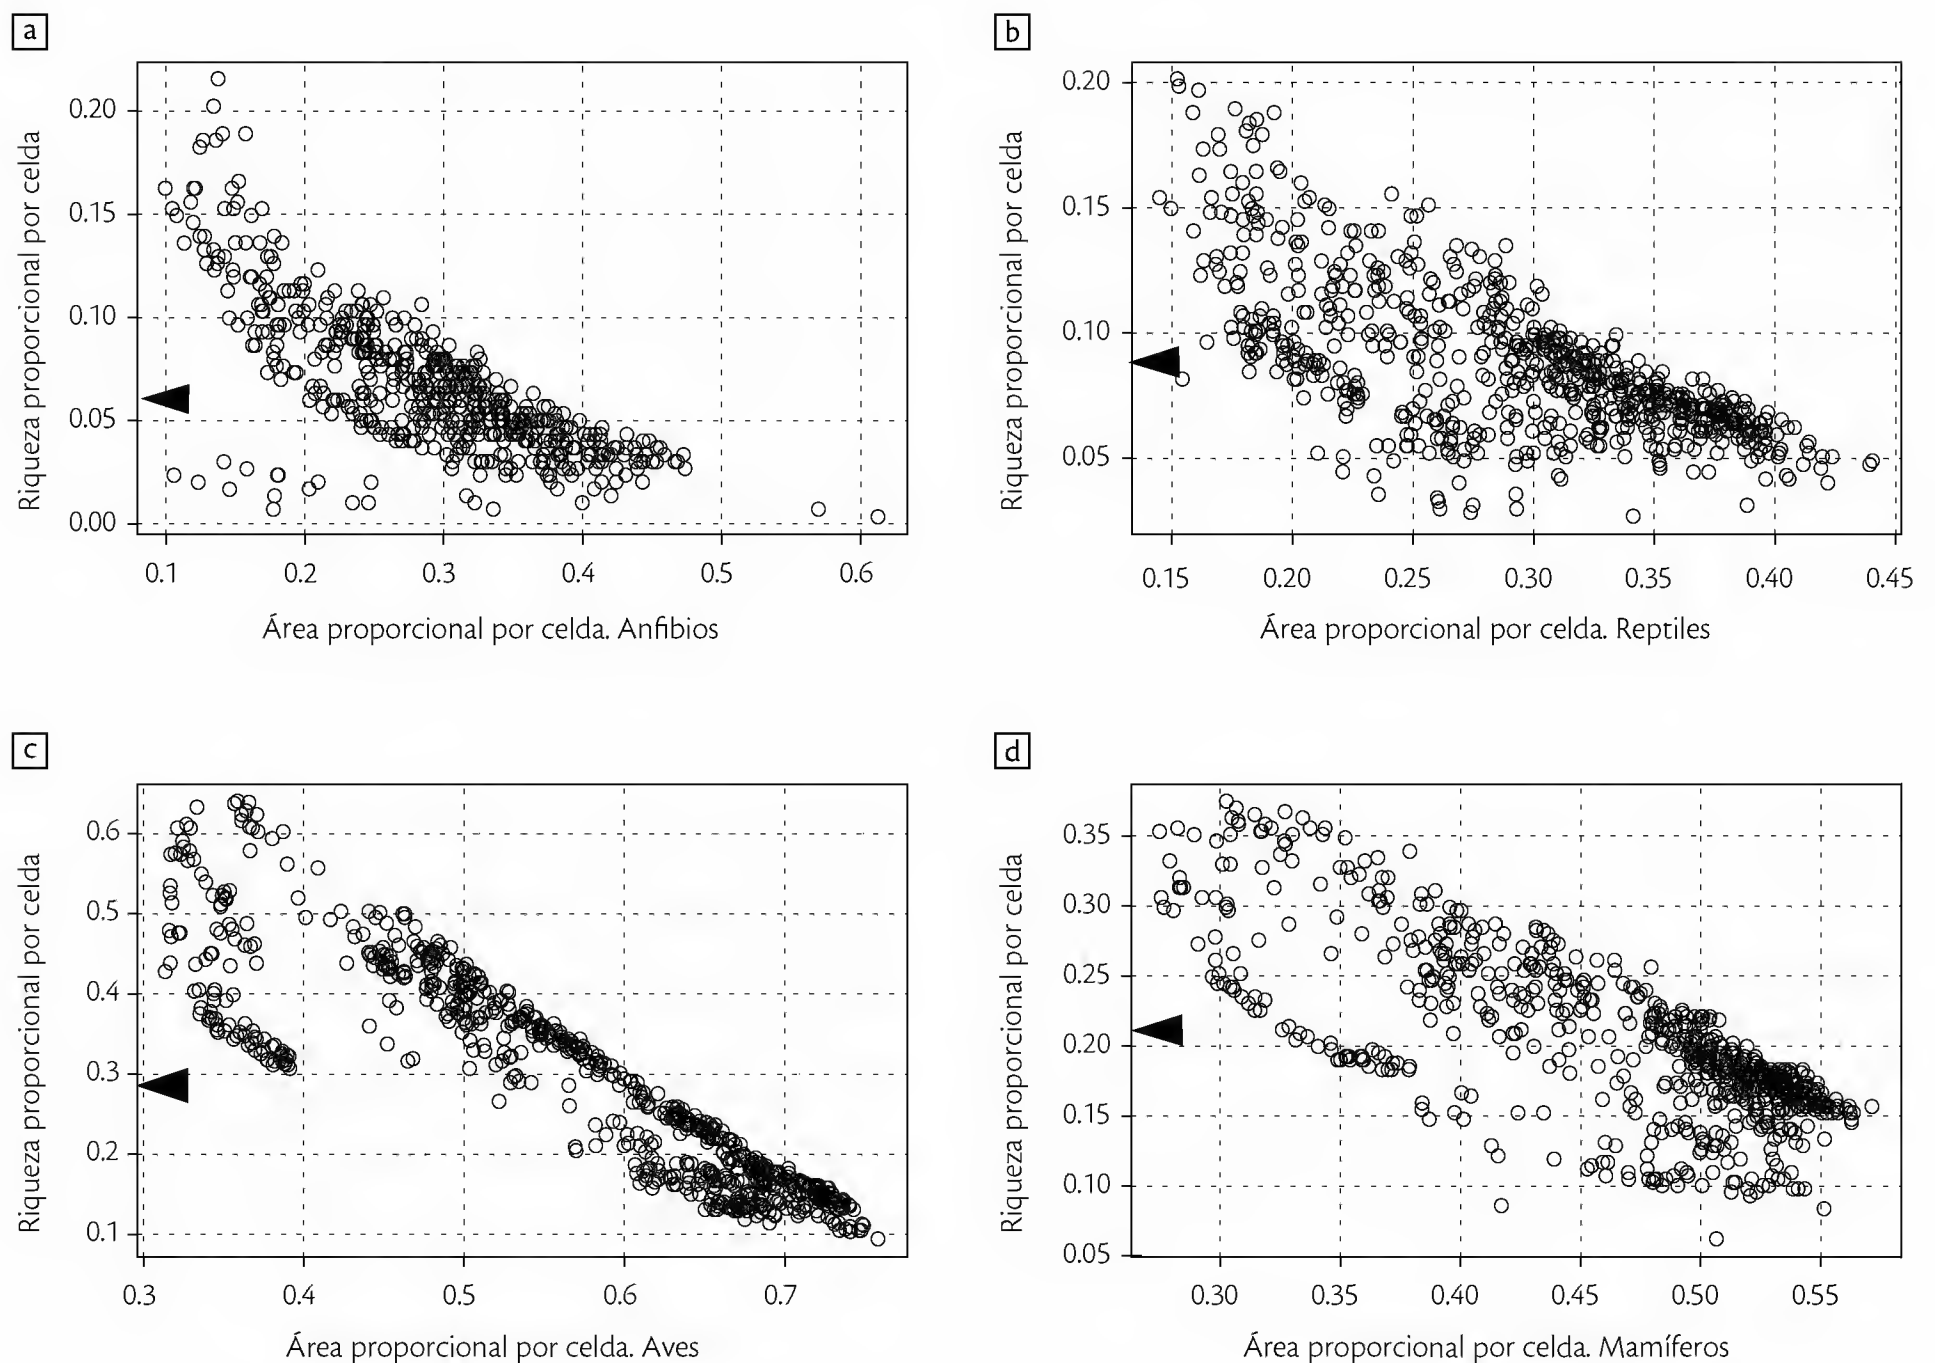 a
Riqueza proporcional por celda
0.20
0.15
0.10
0.05
0.00
0.1 0.2 0.3 0.4 0.5 0.6
Área proporcional por celda. Anfibios
b
Riqueza proporcional por celda
0.20
0.15
0.10
0.05
0.15 0.20 0.25 0.30 0.35 0.40 0.45
Área proporcional por celda. Reptiles
c
Riqueza proporcional por celda
0.6
0.5
0.4
0.3
0.2
0.1
0.3 0.4 0.5 0.6 0.7
Área proporcional por celda. Aves
d
Riqueza proporcional por celda
0.35
0.30
0.25
0.20
0.15
0.10
0.05
0.30 0.35 0.40 0.45 0.50 0.55
Área proporcional por celda. Mamíferos